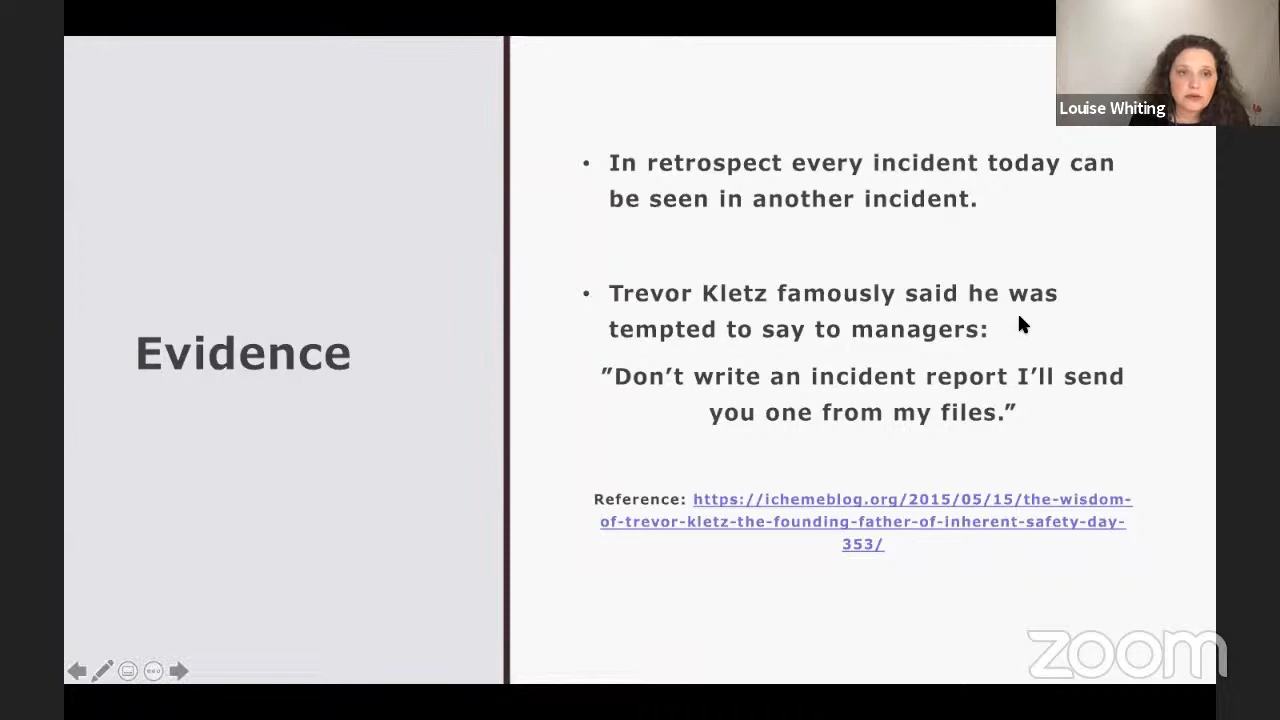 Louise Whiting
Evidence
• In retrospect every incident today can
be seen in another incident.
• Trevor Kletz famously said he was
tempted to say to managers:
”Don’t write an incident report I’ll send
you one from my files.”
Reference: https://ichemeblog.org/2015/05/15/the-wisdom-
of-trevor-kletz-the-founding-father-of-inherent-safety-day-
353/
zoom